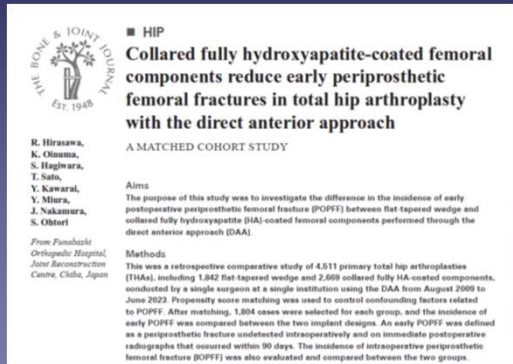 THE BONE & JOINT JOURNAL
EST. 1948
■ HIP
Collared fully hydroxyapatite-coated femoral
components reduce early periprosthetic
femoral fractures in total hip arthroplasty
with the direct anterior approach
A MATCHED COHORT STUDY
R. Hirasawa,
K. Oinuma,
S. Hagiwara,
T. Sato,
Y. Kawarai,
Y. Miura,
J. Nakamura,
S. Ohtori
From Funabashi
Orthopedic Hospital,
Joint Reconstruction
Centre, Chiba, Japan
Aims
The purpose of this study was to investigate the difference in the incidence of early
postoperative periprosthetic femoral fracture (POPFF) between flat-tapered wedge and
collared fully hydroxyapatite (HA)-coated femoral components performed through the
direct anterior approach (DAA).
Methods
This was a retrospective comparative study of 4,511 primary total hip arthroplasties
(THAs), including 1,842 flat-tapered wedge and 2,669 collared fully HA-coated components,
conducted by a single surgeon at a single institution using the DAA from August 2009 to
June 2023. Propensity score matching was used to control confounding factors related
to POPFF. After matching, 1,804 cases were selected for each group, and the incidence of
early POPFF was compared between the two implant designs. An early POPFF was defined
as a periprosthetic fracture undetected intraoperatively and on immediate postoperative
radiographs that occurred within 90 days. The incidence of intraoperative periprosthetic
femoral fracture (IOPFF) was also evaluated and compared between the two groups.